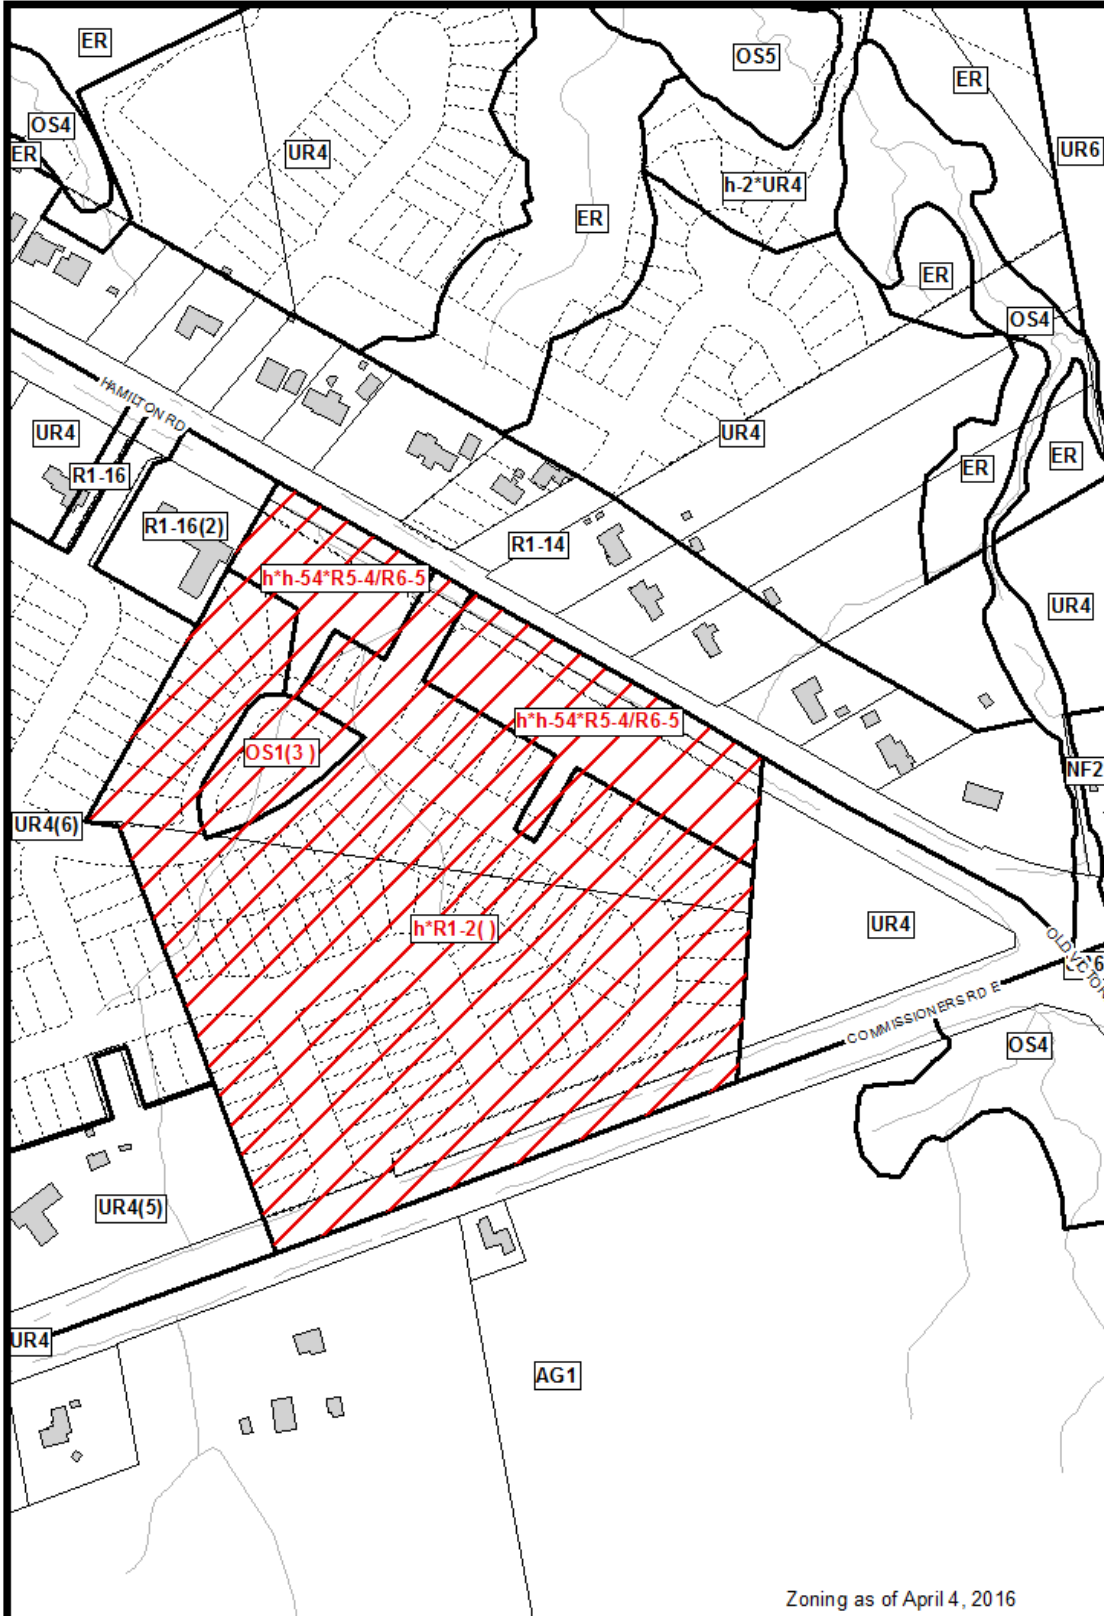 ER
OS5
ER
OS4
UR4
UR6
ER
h-2*UR4
ER
ER
OS4
HAMILTON RD
UR4
UR4
R1-16
ER
ER
R1-16(2)
R1-14
h*h-54*R5-4/R6-5
UR4
h*h-54*R5-4/R6-5
OS1(3 )
NF2
UR4(6)
h*R1-2( )
UR4
COMMISSIONERS RD E
OS4
UR4(5)
UR4
AG1
Zoning as of April 4, 2016